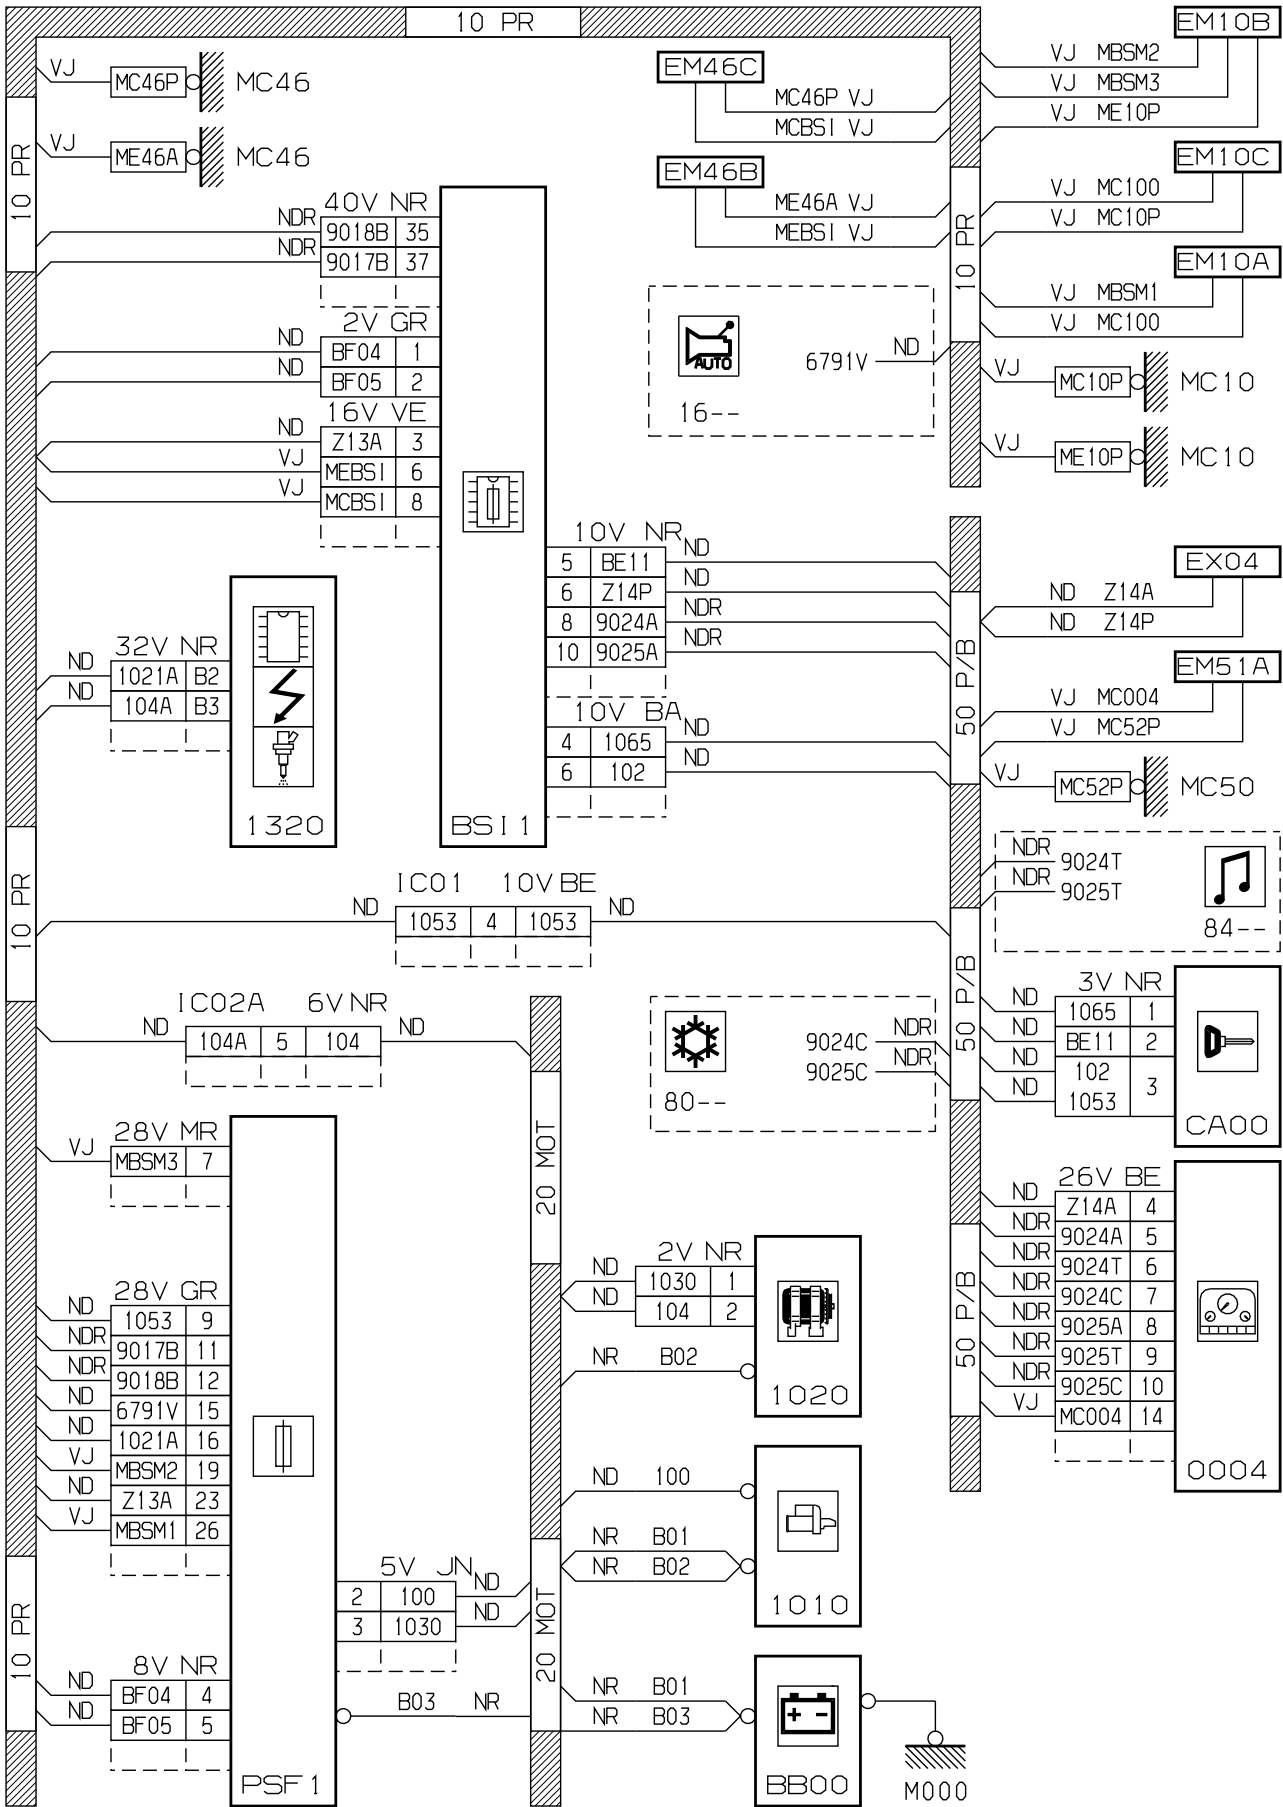 10 PR
EM10B
VJ MBSM2
VJ MBSM3
VJ ME10P
VJ
MC46P
MC46
VJ
ME46A
MC46
10 PR
EM46C
MC46P VJ
MCBSI VJ
EM46B
ME46A VJ
MEBSI VJ
10 PR
EM10C
VJ MC100
VJ MC10P
EM10A
VJ MBSM1
VJ MC100
VJ
MC10P
MC10
VJ
ME10P
MC10
40V NR
NDR 9018B 35
NDR 9017B 37
2V GR
ND BF04 1
ND BF05 2
16V VE
ND Z13A 3
VJ MEBSI 6
VJ MCBSI 8
AUTO
6791V ND
16--
10V NR
5 BE11 ND
6 Z14P ND
8 9024A NDR
10 9025A NDR
10V BA
4 1065 ND
6 102 ND
BSI1
EX04
ND Z14A
ND Z14P
50 P/B
EM51A
VJ MC004
VJ MC52P
VJ
MC52P
MC50
32V NR
ND 1021A B2
ND 104A B3
1320
NDR 9024T
NDR 9025T
84--
10 PR
IC01 10V BE
ND 1053 4 1053 ND
50 P/B
3V NR
ND 1065 1
ND BE11 2
ND 102
3
ND 1053
CA00
IC02A 6V NR
ND 104A 5 104 ND
9024C NDR
9025C NDR
80--
20 MOT
28V MR
VJ MBSM3 7
26V BE
ND Z14A 4
NDR 9024A 5
NDR 9024T 6
NDR 9024C 7
NDR 9025A 8
NDR 9025T 9
NDR 9025C 10
VJ MC004 14
0004
50 P/B
2V NR
ND 1030 1
ND 104 2
NR B02
1020
28V GR
ND 1053 9
NDR 9017B 11
NDR 9018B 12
ND 6791V 15
ND 1021A 16
VJ MBSM2 19
ND Z13A 23
VJ MBSM1 26
ND 100
NR B01
NR B02
1010
5V JN
2 100 ND
3 1030 ND
10 PR
20 MOT
8V NR
ND BF04 4
ND BF05 5
B03 NR
PSF1
NR B01
NR B03
+ -
BB00
M000